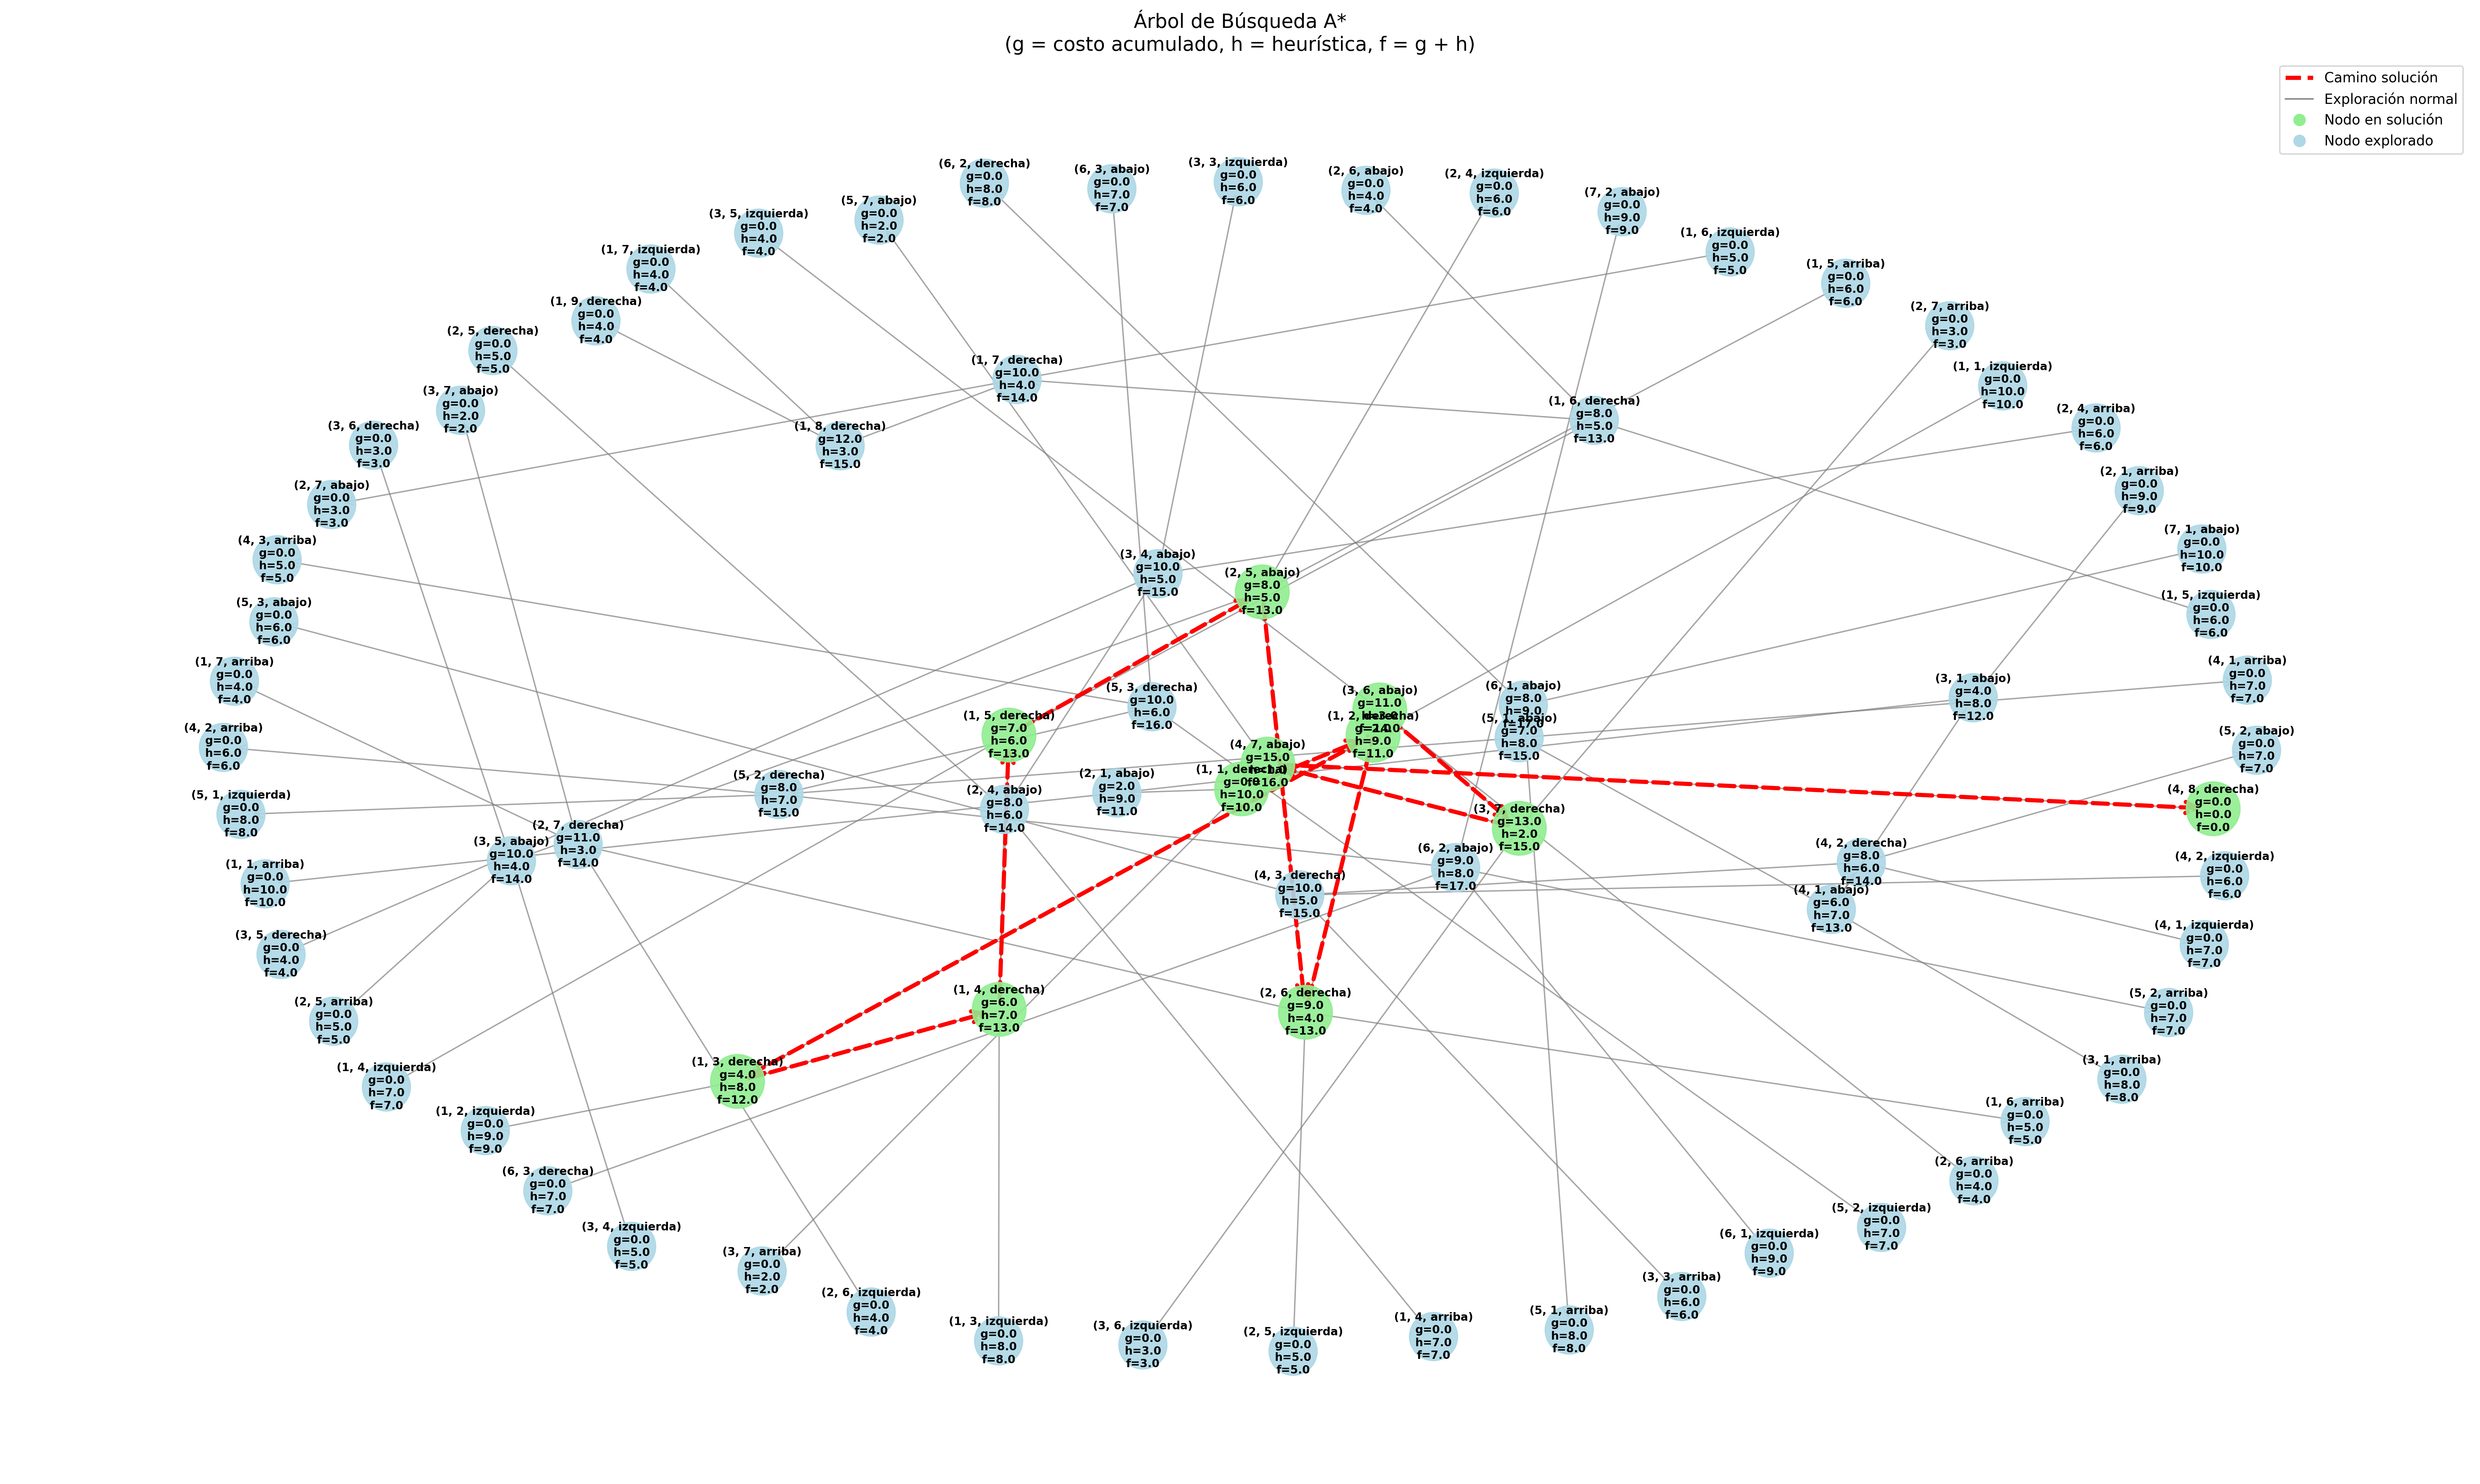 Árbol de Búsqueda A*
(g = costo acumulado, h = heurística, f = g + h)
Camino solución
Exploración normal
Nodo en solución
Nodo explorado
(6, 2, derecha)
g=0.0
h=8.0
f=8.0
(6, 3, abajo)
g=0.0
h=7.0
f=7.0
(3, 3, izquierda)
g=0.0
h=6.0
f=6.0
(2, 6, abajo)
g=0.0
h=4.0
f=4.0
(2, 4, izquierda)
g=0.0
h=6.0
f=6.0
(7, 2, abajo)
g=0.0
h=9.0
f=9.0
(5, 7, abajo)
g=0.0
h=2.0
f=2.0
(3, 5, izquierda)
g=0.0
h=4.0
f=4.0
(1, 6, izquierda)
g=0.0
h=5.0
f=5.0
(1, 7, izquierda)
g=0.0
h=4.0
f=4.0
(1, 5, arriba)
g=0.0
h=6.0
f=6.0
(1, 9, derecha)
g=0.0
h=4.0
f=4.0
(2, 7, arriba)
g=0.0
h=3.0
f=3.0
(2, 5, derecha)
g=0.0
h=5.0
f=5.0
(1, 7, derecha)
g=10.0
h=4.0
f=14.0
(1, 1, izquierda)
g=0.0
h=10.0
f=10.0
(3, 7, abajo)
g=0.0
h=2.0
f=2.0
(1, 6, derecha)
g=8.0
h=5.0
f=13.0
(2, 4, arriba)
g=0.0
h=6.0
f=6.0
(3, 6, derecha)
g=0.0
h=3.0
f=3.0
(1, 8, derecha)
g=12.0
h=3.0
f=15.0
(2, 1, arriba)
g=0.0
h=9.0
f=9.0
(2, 7, abajo)
g=0.0
h=3.0
f=3.0
(7, 1, abajo)
g=0.0
h=10.0
f=10.0
(4, 3, arriba)
g=0.0
h=5.0
f=5.0
(3, 4, abajo)
g=10.0
h=5.0
f=15.0
(2, 5, abajo)
g=8.0
h=5.0
f=13.0
(1, 5, izquierda)
g=0.0
h=6.0
f=6.0
(5, 3, abajo)
g=0.0
h=6.0
f=6.0
(1, 7, arriba)
g=0.0
h=4.0
f=4.0
(4, 1, arriba)
g=0.0
h=7.0
f=7.0
(3, 1, abajo)
g=4.0
h=8.0
f=12.0
(5, 3, derecha)
g=10.0
h=6.0
f=16.0
(3, 6, abajo)
g=11.0
(6, 1, abajo)
g=8.0
h=9.0
(1, 5, derecha)
g=7.0
h=6.0
f=13.0
h=9.0
f=11.0
(5, 1, abajo)
g=7.0
h=8.0
f=15.0
(4, 2, arriba)
g=0.0
h=6.0
f=6.0
(5, 2, abajo)
g=0.0
h=7.0
f=7.0
(4, 7, abajo)
g=15.0
(5, 2, derecha)
g=8.0
h=7.0
f=15.0
(2, 1, abajo)
g=2.0
h=9.0
f=11.0
h=10.0
f=10.0
(4, 8, derecha)
g=0.0
h=0.0
f=0.0
(5, 1, izquierda)
g=0.0
h=8.0
f=8.0
(2, 4, abajo)
g=8.0
h=6.0
f=14.0
(3, 7, derecha)
g=13.0
h=2.0
f=15.0
(2, 7, derecha)
g=11.0
h=3.0
f=14.0
(3, 5, abajo)
g=10.0
h=4.0
f=14.0
(6, 2, abajo)
g=9.0
h=8.0
f=17.0
(4, 2, derecha)
g=8.0
h=6.0
f=14.0
(1, 1, arriba)
g=0.0
h=10.0
f=10.0
(4, 2, izquierda)
g=0.0
h=6.0
f=6.0
(4, 3, derecha)
g=10.0
h=5.0
f=15.0
(4, 1, abajo)
g=6.0
h=7.0
f=13.0
(3, 5, derecha)
g=0.0
h=4.0
f=4.0
(4, 1, izquierda)
g=0.0
h=7.0
f=7.0
(2, 5, arriba)
g=0.0
h=5.0
f=5.0
(1, 4, derecha)
g=6.0
h=7.0
f=13.0
(2, 6, derecha)
g=9.0
h=4.0
f=13.0
(5, 2, arriba)
g=0.0
h=7.0
f=7.0
(1, 4, izquierda)
g=0.0
h=7.0
f=7.0
(1, 3, derecha)
g=4.0
h=8.0
f=12.0
(3, 1, arriba)
g=0.0
h=8.0
f=8.0
(1, 2, izquierda)
g=0.0
h=9.0
f=9.0
(1, 6, arriba)
g=0.0
h=5.0
f=5.0
(6, 3, derecha)
g=0.0
h=7.0
f=7.0
(2, 6, arriba)
g=0.0
h=4.0
f=4.0
(3, 4, izquierda)
g=0.0
h=5.0
f=5.0
(5, 2, izquierda)
g=0.0
h=7.0
f=7.0
(3, 7, arriba)
g=0.0
h=2.0
f=2.0
(6, 1, izquierda)
g=0.0
h=9.0
f=9.0
(2, 6, izquierda)
g=0.0
h=4.0
f=4.0
(3, 3, arriba)
g=0.0
h=6.0
f=6.0
(1, 3, izquierda)
g=0.0
h=8.0
f=8.0
(3, 6, izquierda)
g=0.0
h=3.0
f=3.0
(2, 5, izquierda)
g=0.0
h=5.0
f=5.0
(1, 4, arriba)
g=0.0
h=7.0
f=7.0
(5, 1, arriba)
g=0.0
h=8.0
f=8.0